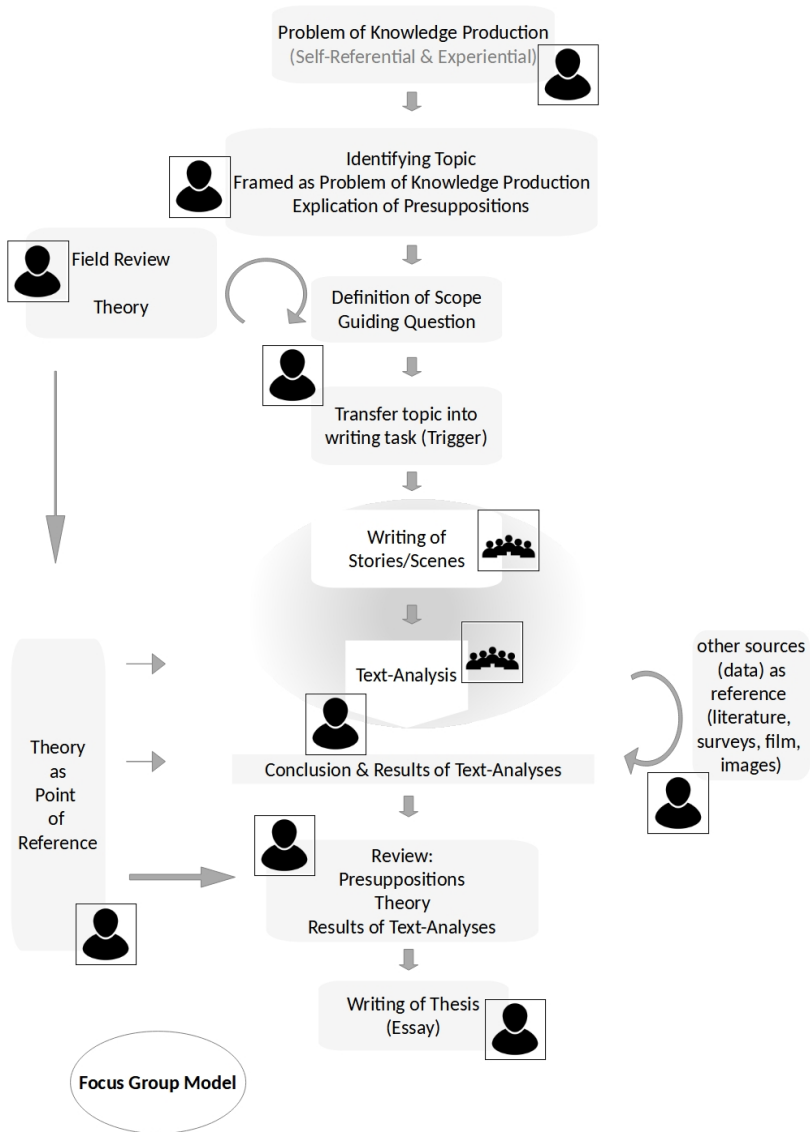 Problem of Knowledge Production
(Self-Referential & Experiential)
Identifying Topic
Framed as Problem of Knowledge Production
Explication of Presuppositions
Field Review
Theory
Definition of Scope
Guiding Question
Transfer topic into
writing task (Trigger)
Writing of
Stories/Scenes
Text-Analysis
other sources
(data) as
reference
(literature,
surveys, film,
images)
Theory
as
Point
of
Reference
Conclusion & Results of Text-Analyses
Review:
Presuppositions
Theory
Results of Text-Analyses
Writing of Thesis
(Essay)
Focus Group Model